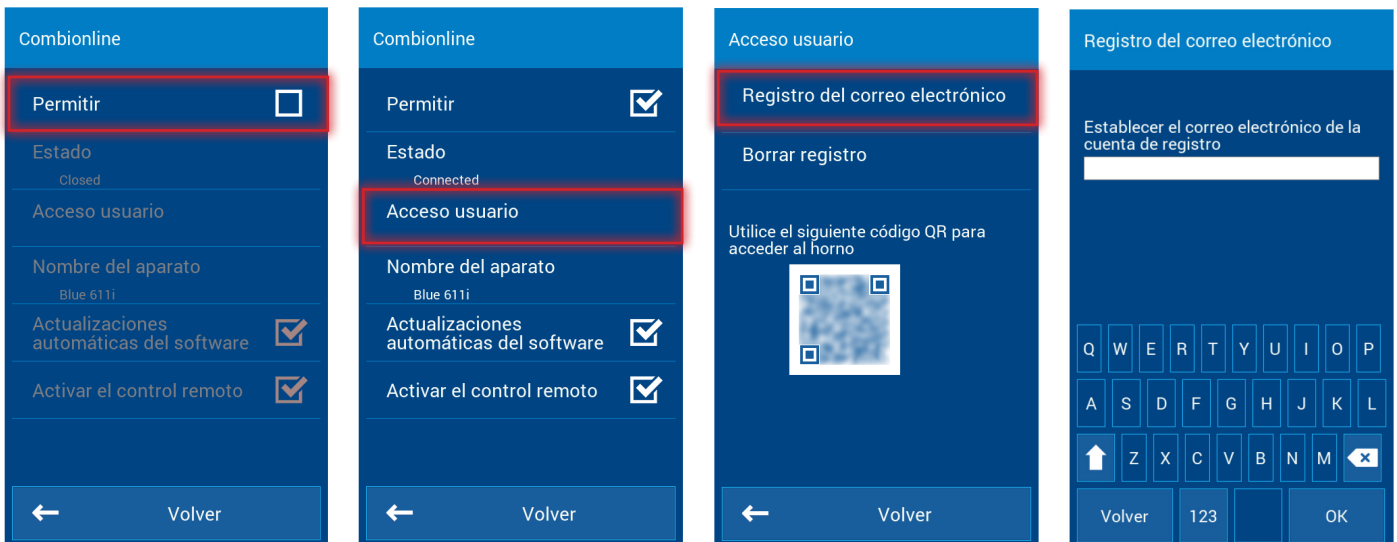 Combionline
Permitir
Estado
Closed
Acceso usuario
Nombre del aparato
Blue 611i
Actualizaciones
automáticas del software
Activar el control remoto
Volver
Combionline
Permitir
Estado
Connected
Acceso usuario
Nombre del aparato
Blue 611i
Actualizaciones
automáticas del software
Activar el control remoto
Volver
Acceso usuario
Registro del correo electrónico
Borrar registro
Utilice el siguiente código QR para
acceder al horno
Volver
Registro del correo electrónico
Establecer el correo electrónico de la
cuenta de registro
Q W E R T Y U I O P
A S D F G H J K L
Z X C V B N M
Volver 123 OK